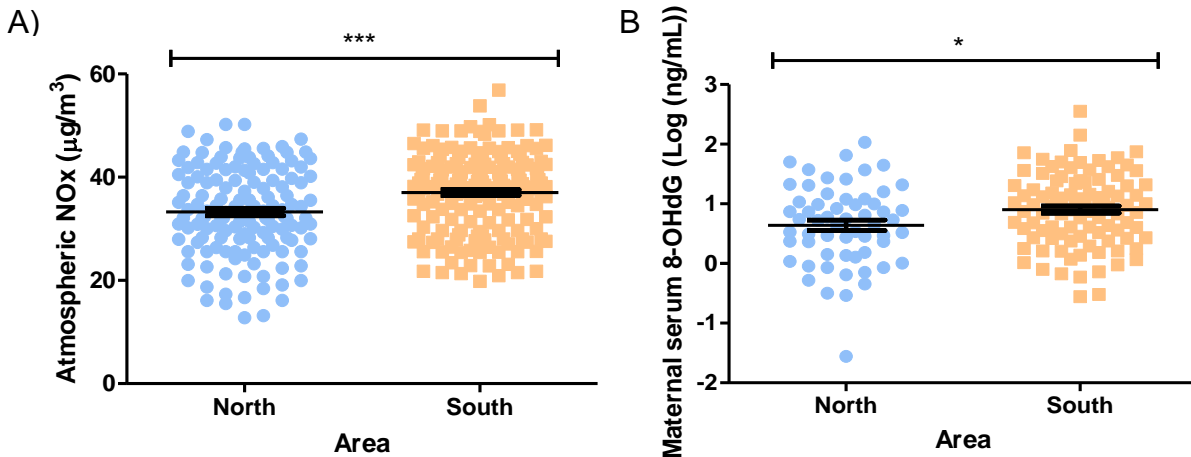 A)
***
Atmospheric NOx (μg/m³)
60
40
20
0
North
South
Area
B
*
Maternal serum 8-OHdG (Log (ng/mL))
3
2
1
0
-1
-2
North
South
Area